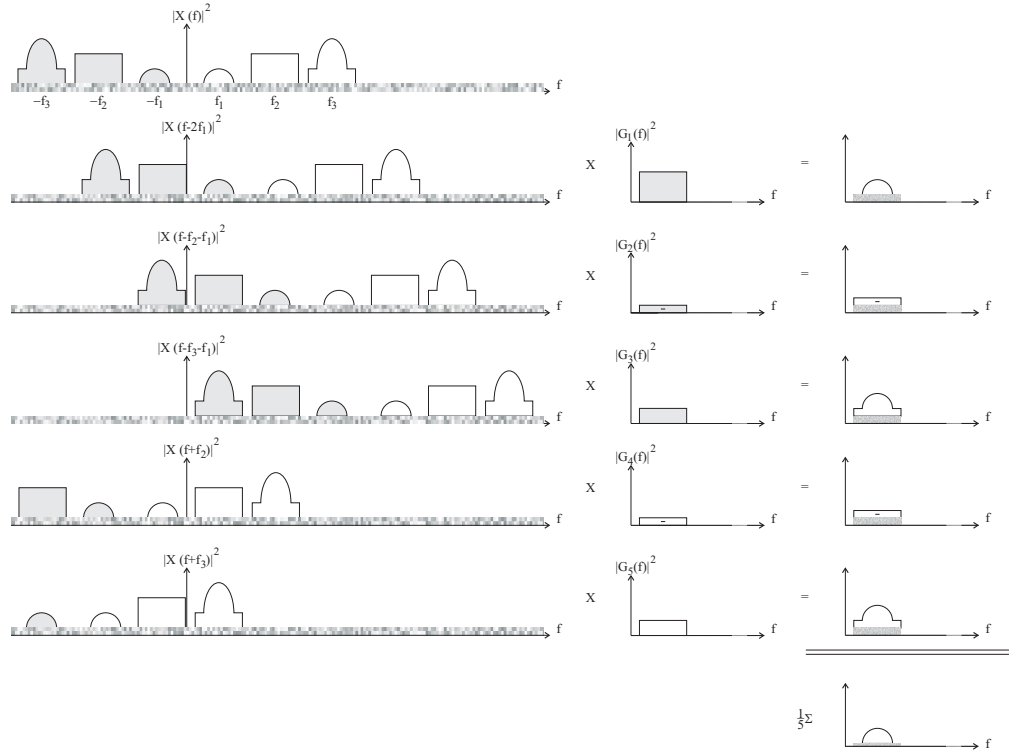 |X (f)|²
f
−f₃ −f₂ −f₁ f₁ f₂ f₃
|X (f-2f₁)|²
f
X
|G₁(f)|²
f
=
f
|X (f-f₂-f₁)|²
f
X
|G₂(f)|²
-
f
=
-
f
|X (f-f₃-f₁)|²
f
X
|G₃(f)|²
f
=
f
|X (f+f₂)|²
f
X
|G₄(f)|²
-
f
=
-
f
|X (f+f₃)|²
f
X
|G₅(f)|²
f
=
f
1/5 Σ
f